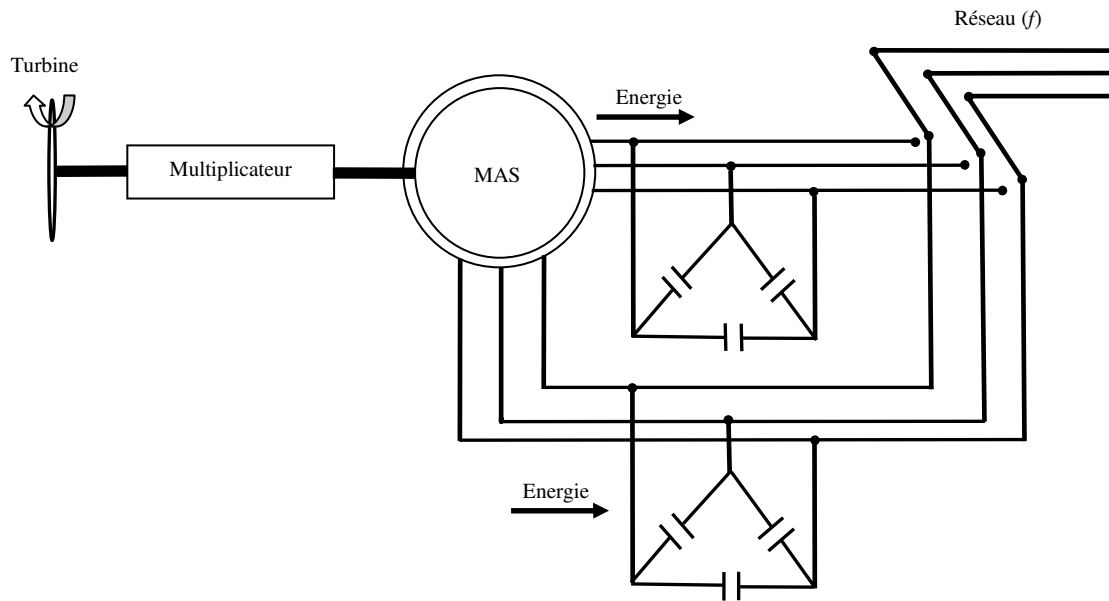 Réseau (f)
Turbine
Energie
Multiplicateur
MAS
Energie